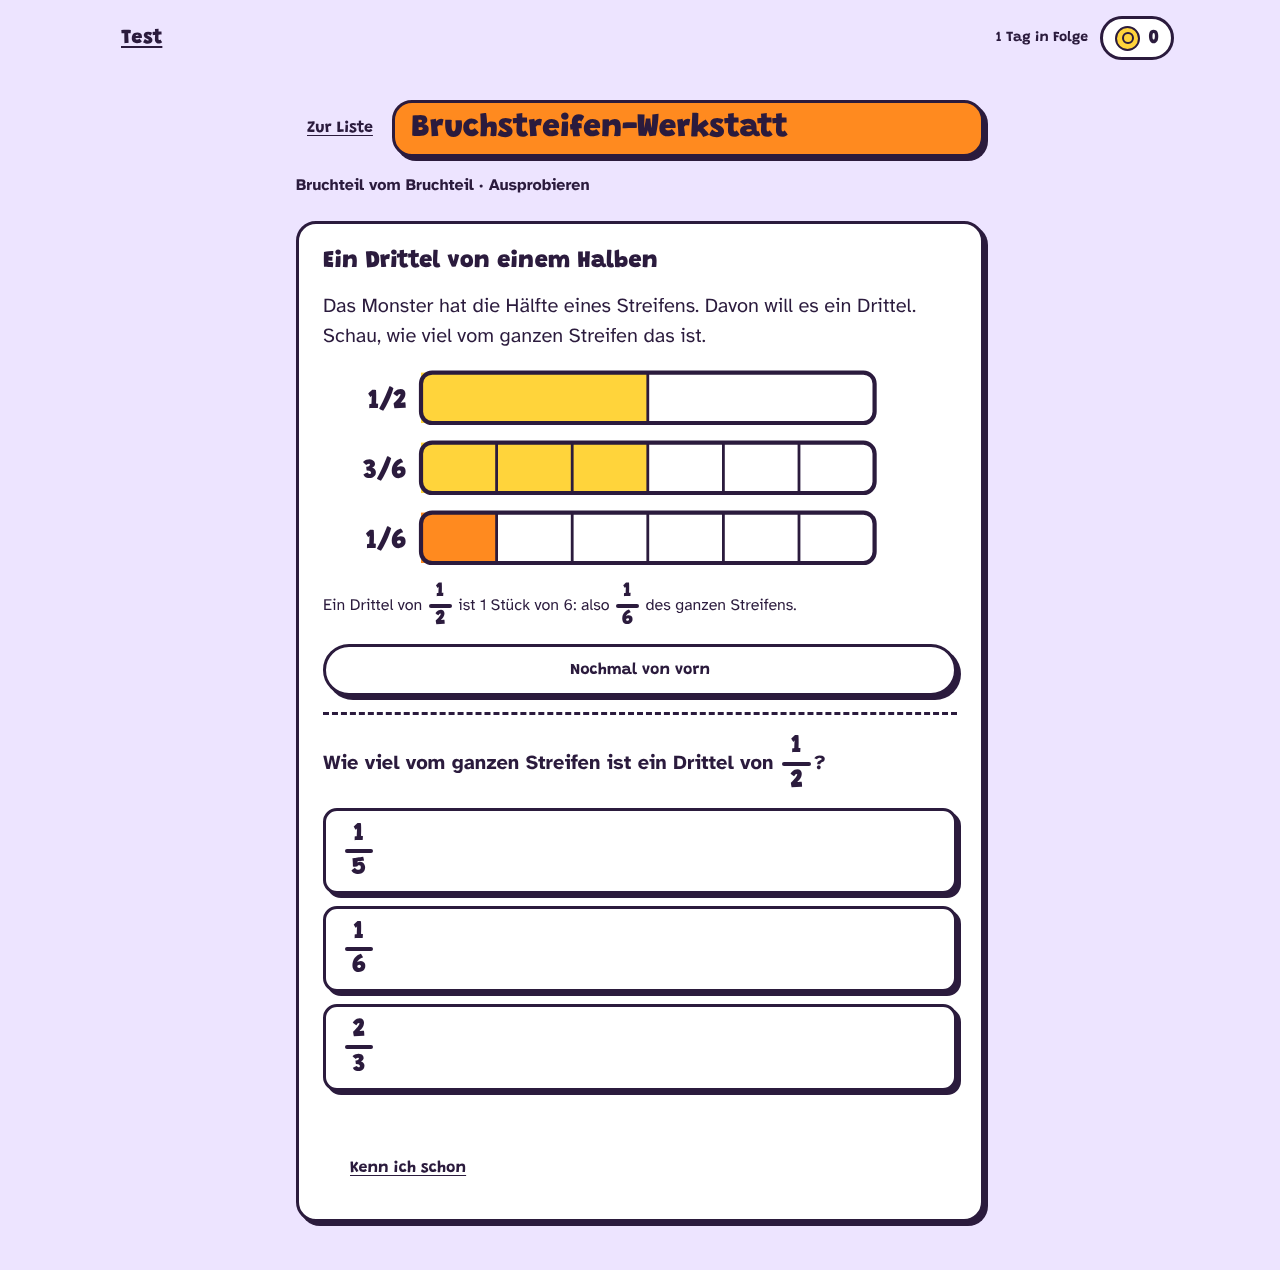 Test
1 Tag in Folge
0
Zur Liste
Bruchstreifen-Werkstatt
Bruchteil vom Bruchteil · Ausprobieren
Ein Drittel von einem Halben
Das Monster hat die Hälfte eines Streifens. Davon will es ein Drittel.
Schau, wie viel vom ganzen Streifen das ist.
1/2
3/6
1/6
Ein Drittel von 1/2 ist 1 Stück von 6: also 1/6 des ganzen Streifens.
Nochmal von vorn
Wie viel vom ganzen Streifen ist ein Drittel von 1/2?
1/5
1/6
2/3
Kenn ich schon